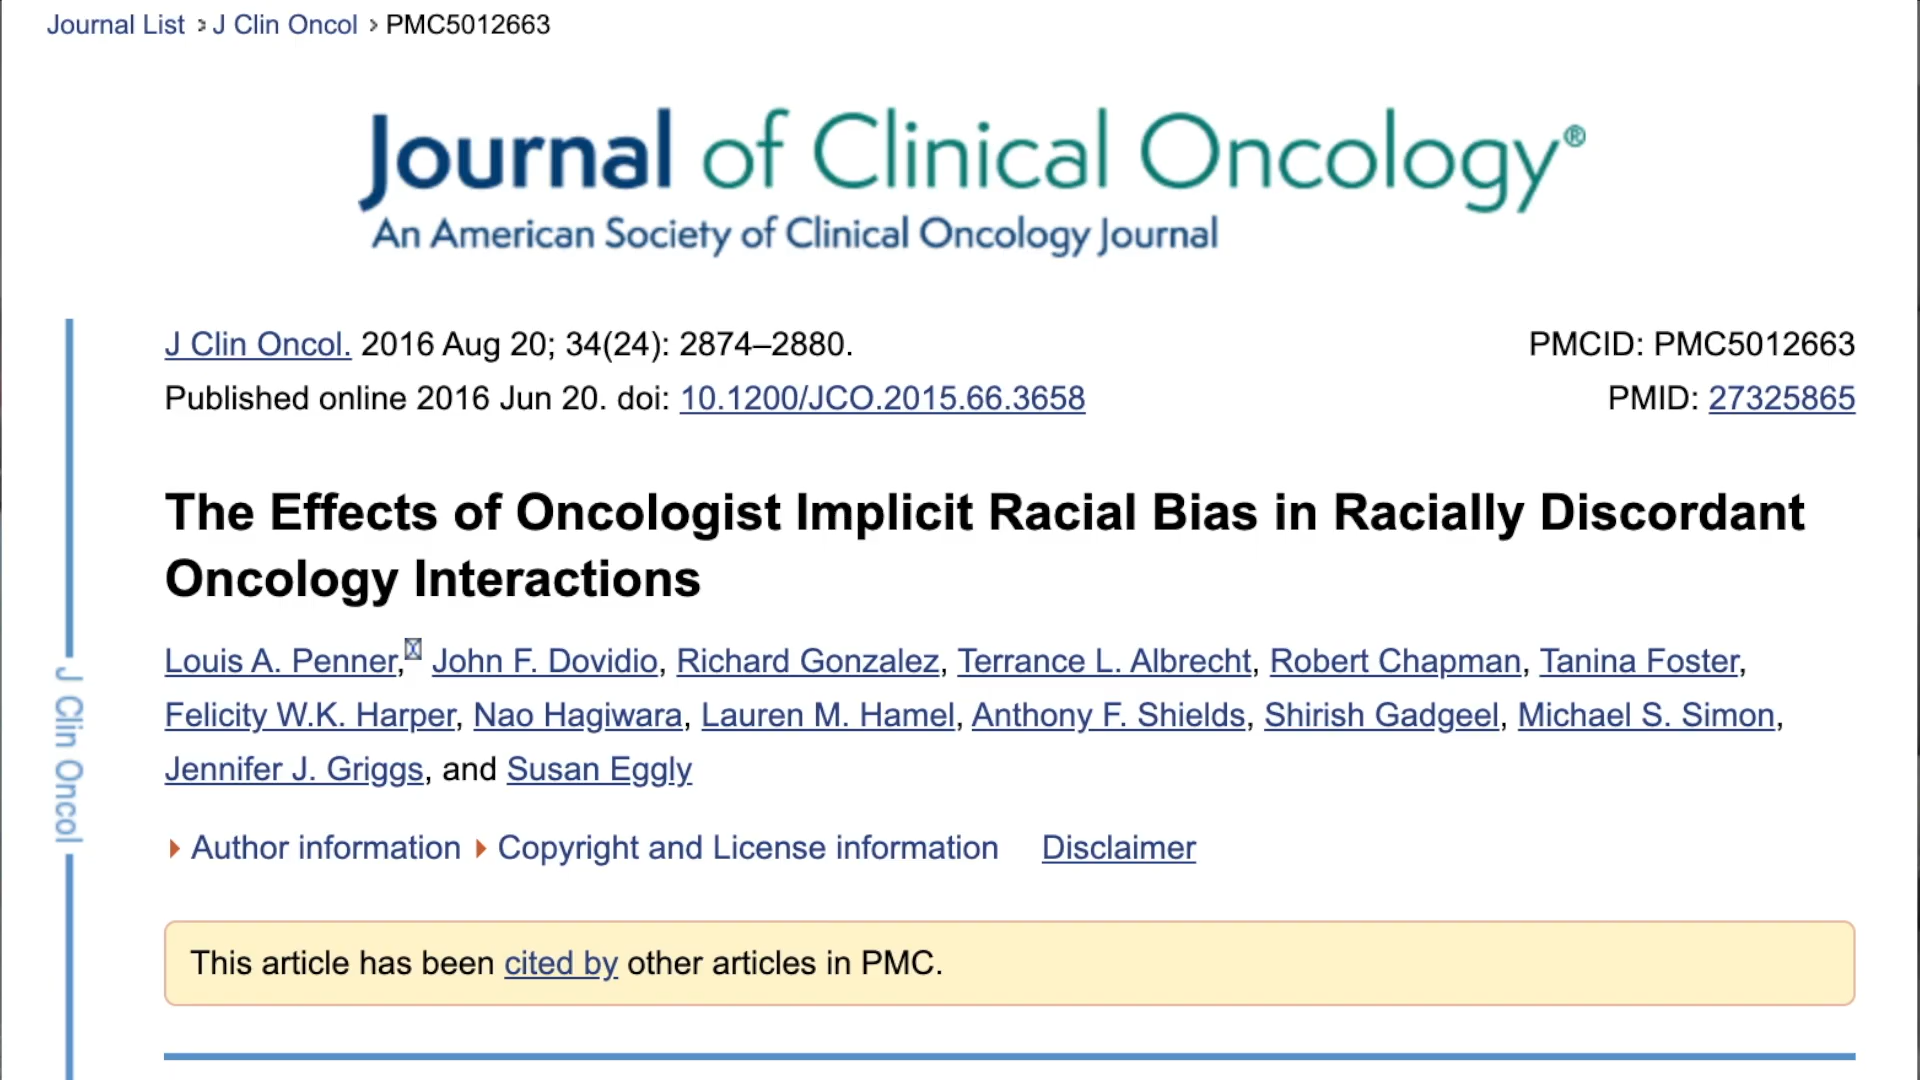 Journal List > J Clin Oncol > PMC5012663
Journal of Clinical Oncology®
An American Society of Clinical Oncology Journal
J Clin Oncol. 2016 Aug 20; 34(24): 2874–2880.
PMCID: PMC5012663
Published online 2016 Jun 20. doi: 10.1200/JCO.2015.66.3658
PMID: 27325865
The Effects of Oncologist Implicit Racial Bias in Racially Discordant
Oncology Interactions
Louis A. Penner, John F. Dovidio, Richard Gonzalez, Terrance L. Albrecht, Robert Chapman, Tanina Foster,
Felicity W.K. Harper, Nao Hagiwara, Lauren M. Hamel, Anthony F. Shields, Shirish Gadgeel, Michael S. Simon,
Jennifer J. Griggs, and Susan Eggly
Author information Copyright and License information Disclaimer
This article has been cited by other articles in PMC.
J Clin Oncol